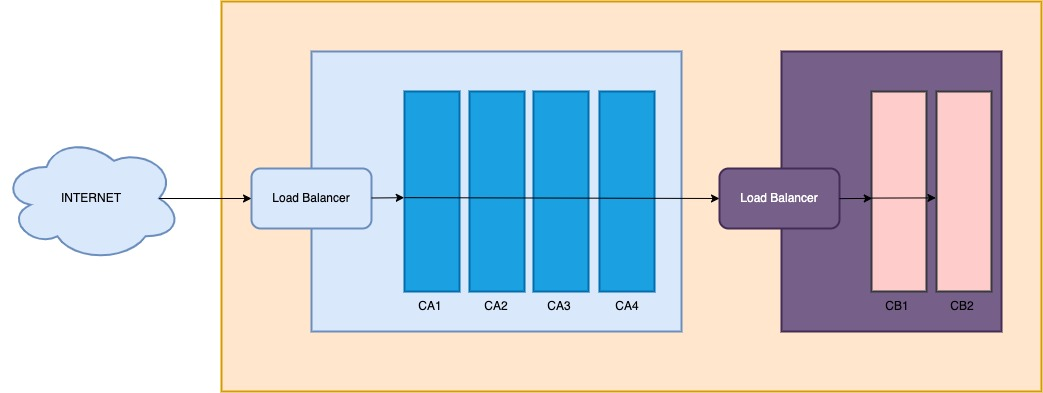 INTERNET
Load Balancer
CA1
CA2
CA3
CA4
Load Balancer
CB1
CB2